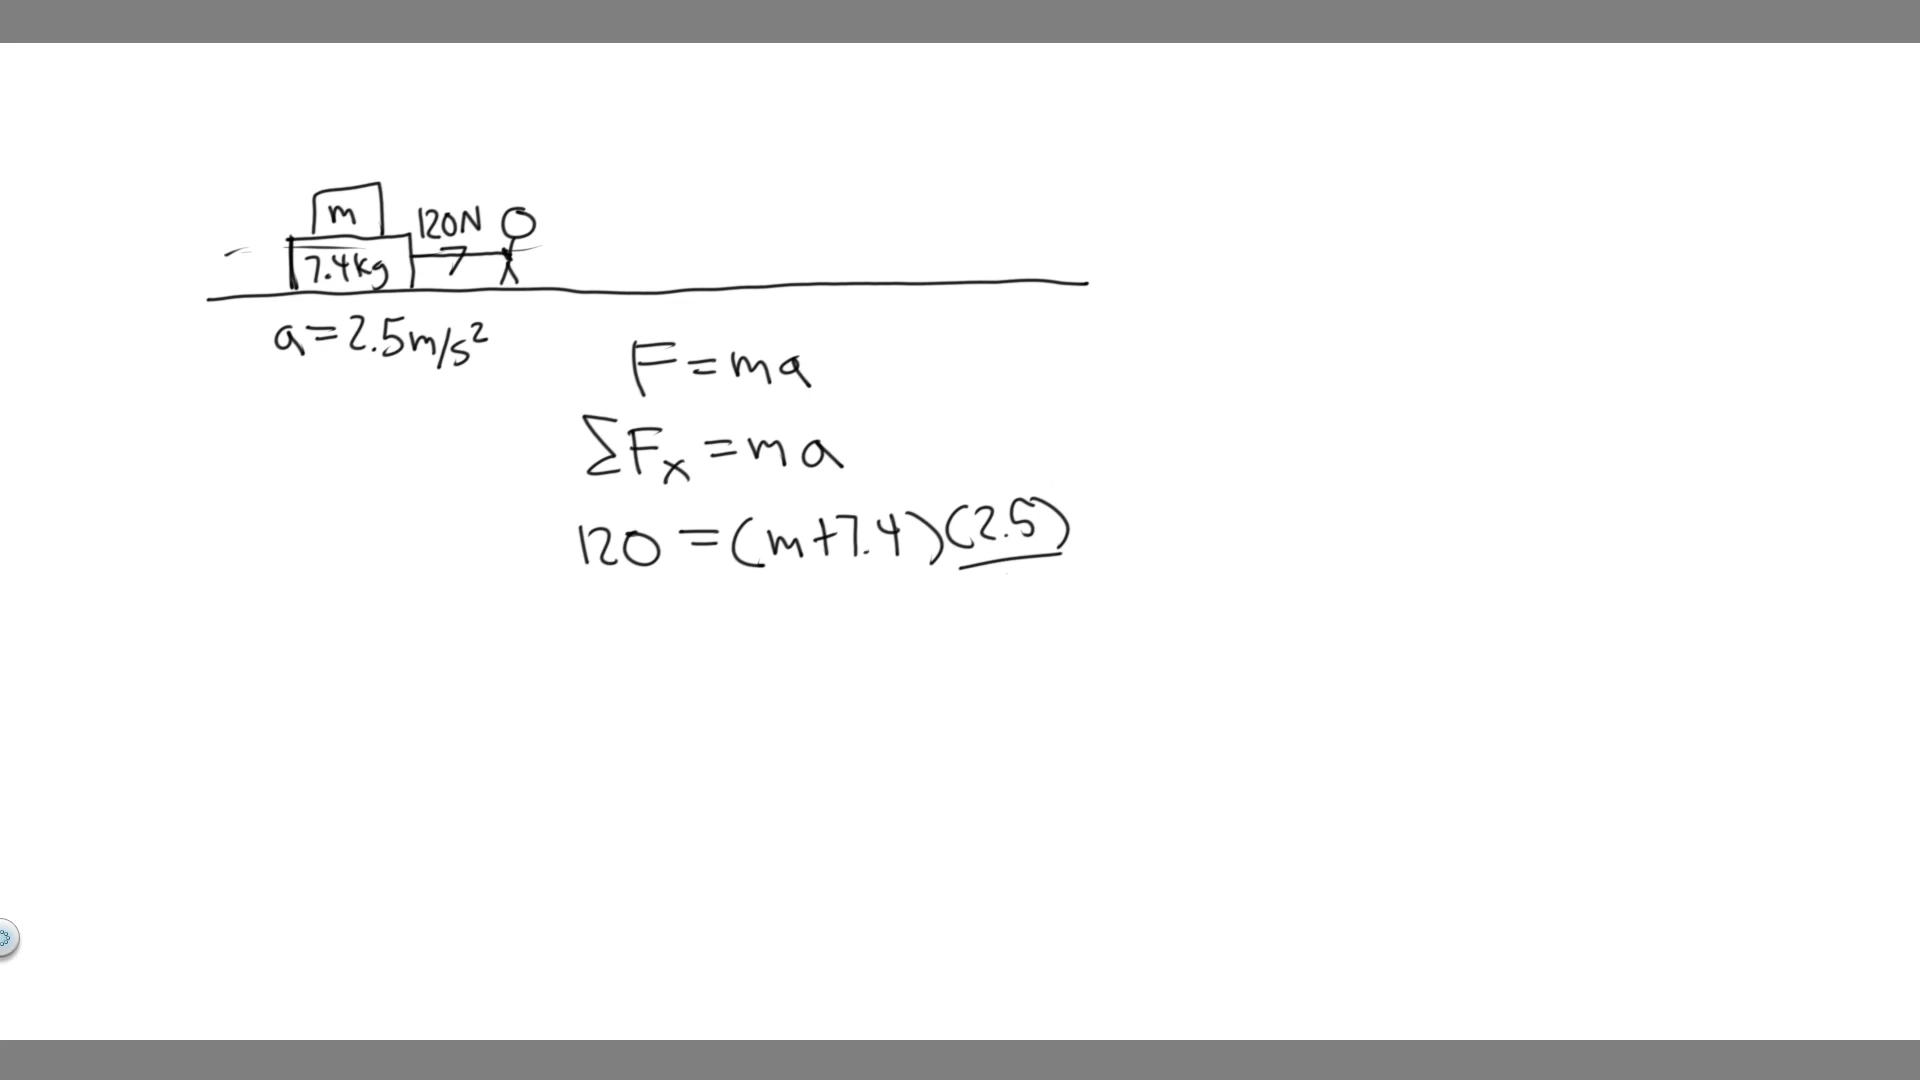 m
120N
7.4kg
a=2.5m/s²
F=ma
ΣFₓ=ma
120=(m+7.4)(2.5)